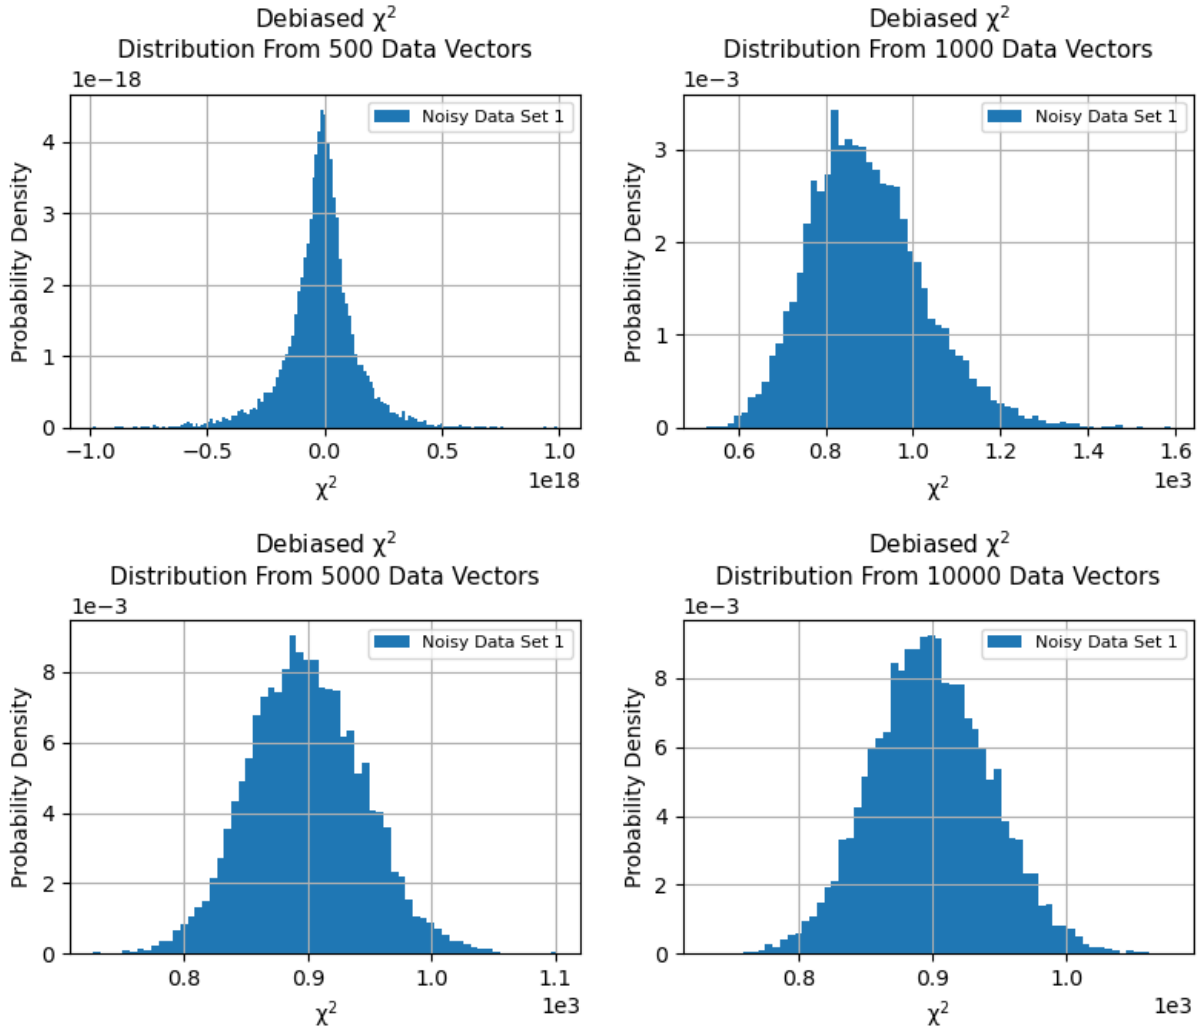 Debiased χ²
Distribution From 500 Data Vectors
1e−18
Noisy Data Set 1
Probability Density
4
3
2
1
0
−1.0 −0.5 0.0 0.5 1.0
1e18
χ²
Debiased χ²
Distribution From 1000 Data Vectors
1e−3
Noisy Data Set 1
Probability Density
3
2
1
0
0.6 0.8 1.0 1.2 1.4 1.6
1e3
χ²
Debiased χ²
Distribution From 5000 Data Vectors
1e−3
Noisy Data Set 1
Probability Density
8
6
4
2
0
0.8 0.9 1.0 1.1
1e3
χ²
Debiased χ²
Distribution From 10000 Data Vectors
1e−3
Noisy Data Set 1
Probability Density
8
6
4
2
0
0.8 0.9 1.0
1e3
χ²